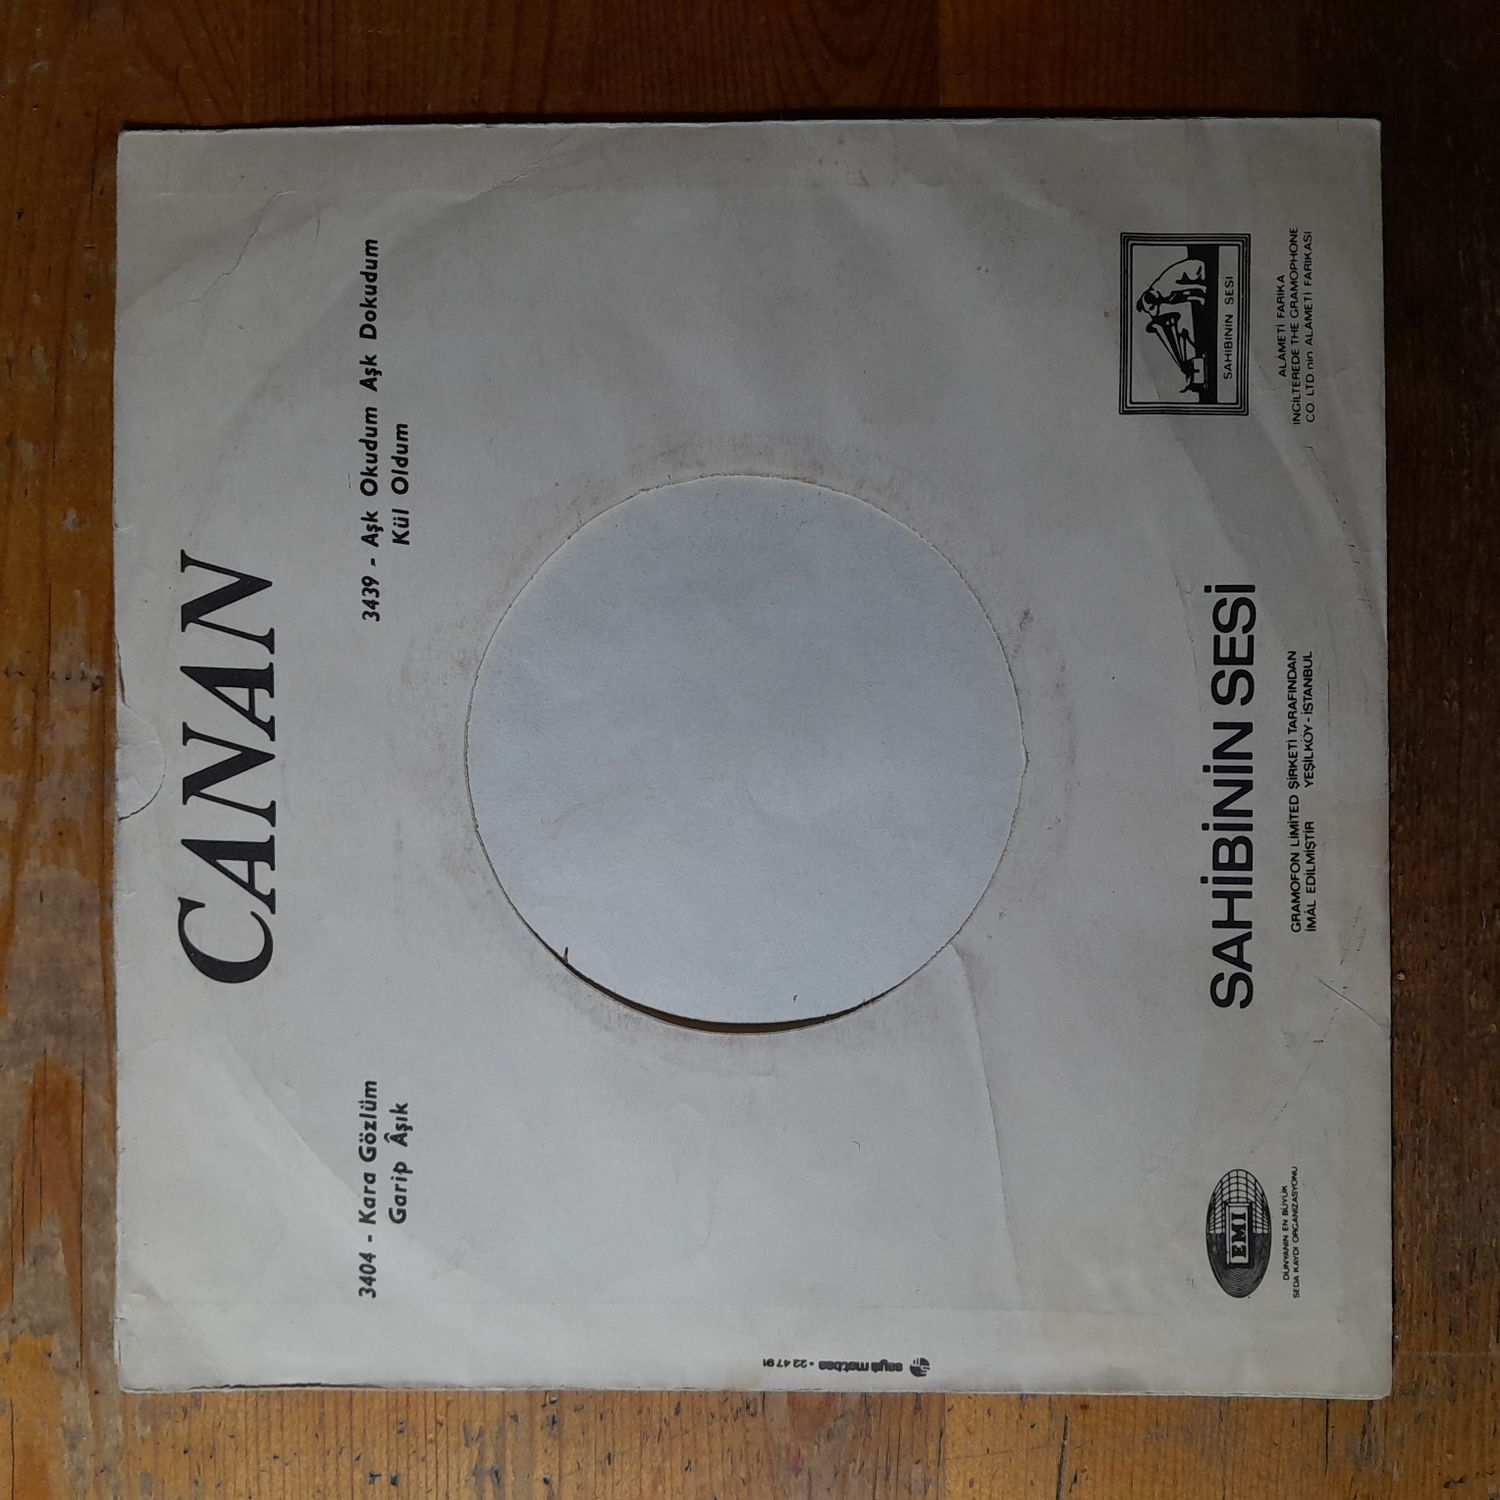 CANAN
3404 - Kara Gözlüm
Garip Âşık
3439 - Aşk Okudum Aşk Dokudum
Kül Oldum
EMI
DÜNYANIN EN BÜYÜK
SEDA KAYDI ORGANİZASYONU
SAHİBİNİN SESİ
GRAMOFON LİMİTED ŞİRKETİ TARAFINDAN
İMÂL EDİLMİŞTİR YEŞİLKÖY - İSTANBUL
SAHİBİNİN SESİ
ALÂMETİ FARİKA
İNGİLTEREDE THE GRAMOPHONE
CO. LTD. nin ALÂMETİ FARİKASI
matbaa - 22 47 91